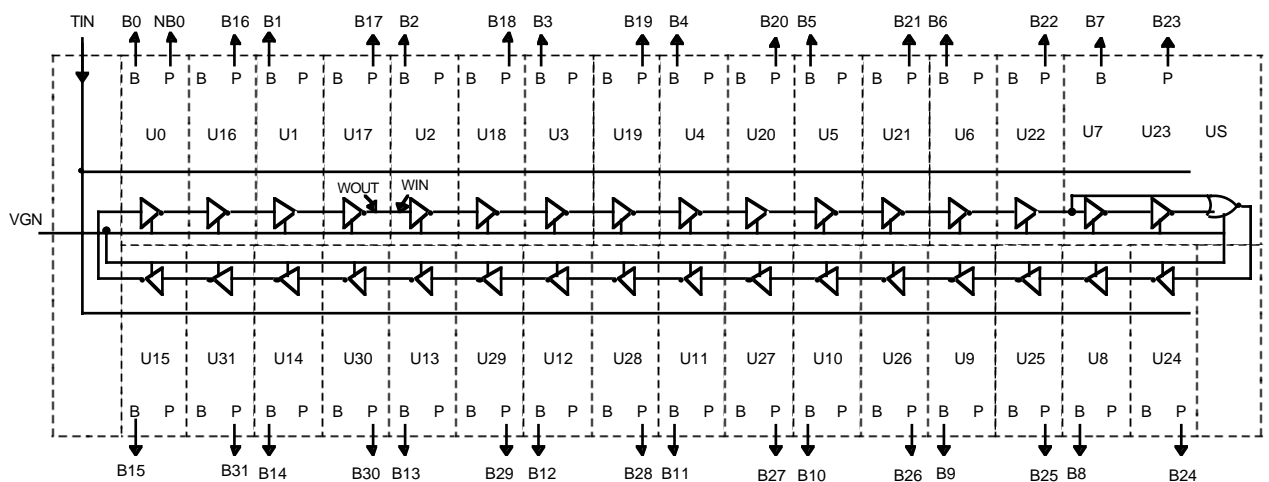 TIN B0 NB0 B16 B1 B17 B2 B18 B3 B19 B4 B20 B5 B21 B6 B22 B7 B23
B P B P B P B P B P B P B P B P B P B P B P B P B P B P B P
U0 U16 U1 U17 U2 U18 U3 U19 U4 U20 U5 U21 U6 U22 U7 U23 US
WOUT WIN
VGN
U15 U31 U14 U30 U13 U29 U12 U28 U11 U27 U10 U26 U9 U25 U8 U24
B P B P B P B P B P B P B P B P B P B P B P B P B P B P B P B P
B15 B31 B14 B30 B13 B29 B12 B28 B11 B27 B10 B26 B9 B25 B8 B24